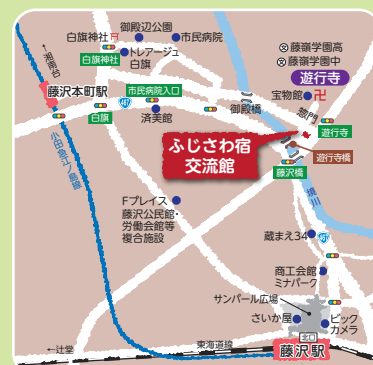 御殿辺公園
白旗神社
市民病院
トレアージュ
白旗
白旗神社
藤嶺学園高
藤嶺学園中
遊行寺
宝物館
惣門
遊行寺
←湘南台
藤沢本町駅
市民病院入口
467
御殿橋
白旗
済美館
ふじさわ宿
交流館
遊行寺橋
藤沢橋
境川
小田急江ノ島線
Fプレイス
藤沢公民館・
労働会館等
複合施設
蔵まえ34
467
商工会館
ミナパーク
サンパール広場
さいか屋
ビック
カメラ
北口
東海道線
←辻堂
藤沢駅